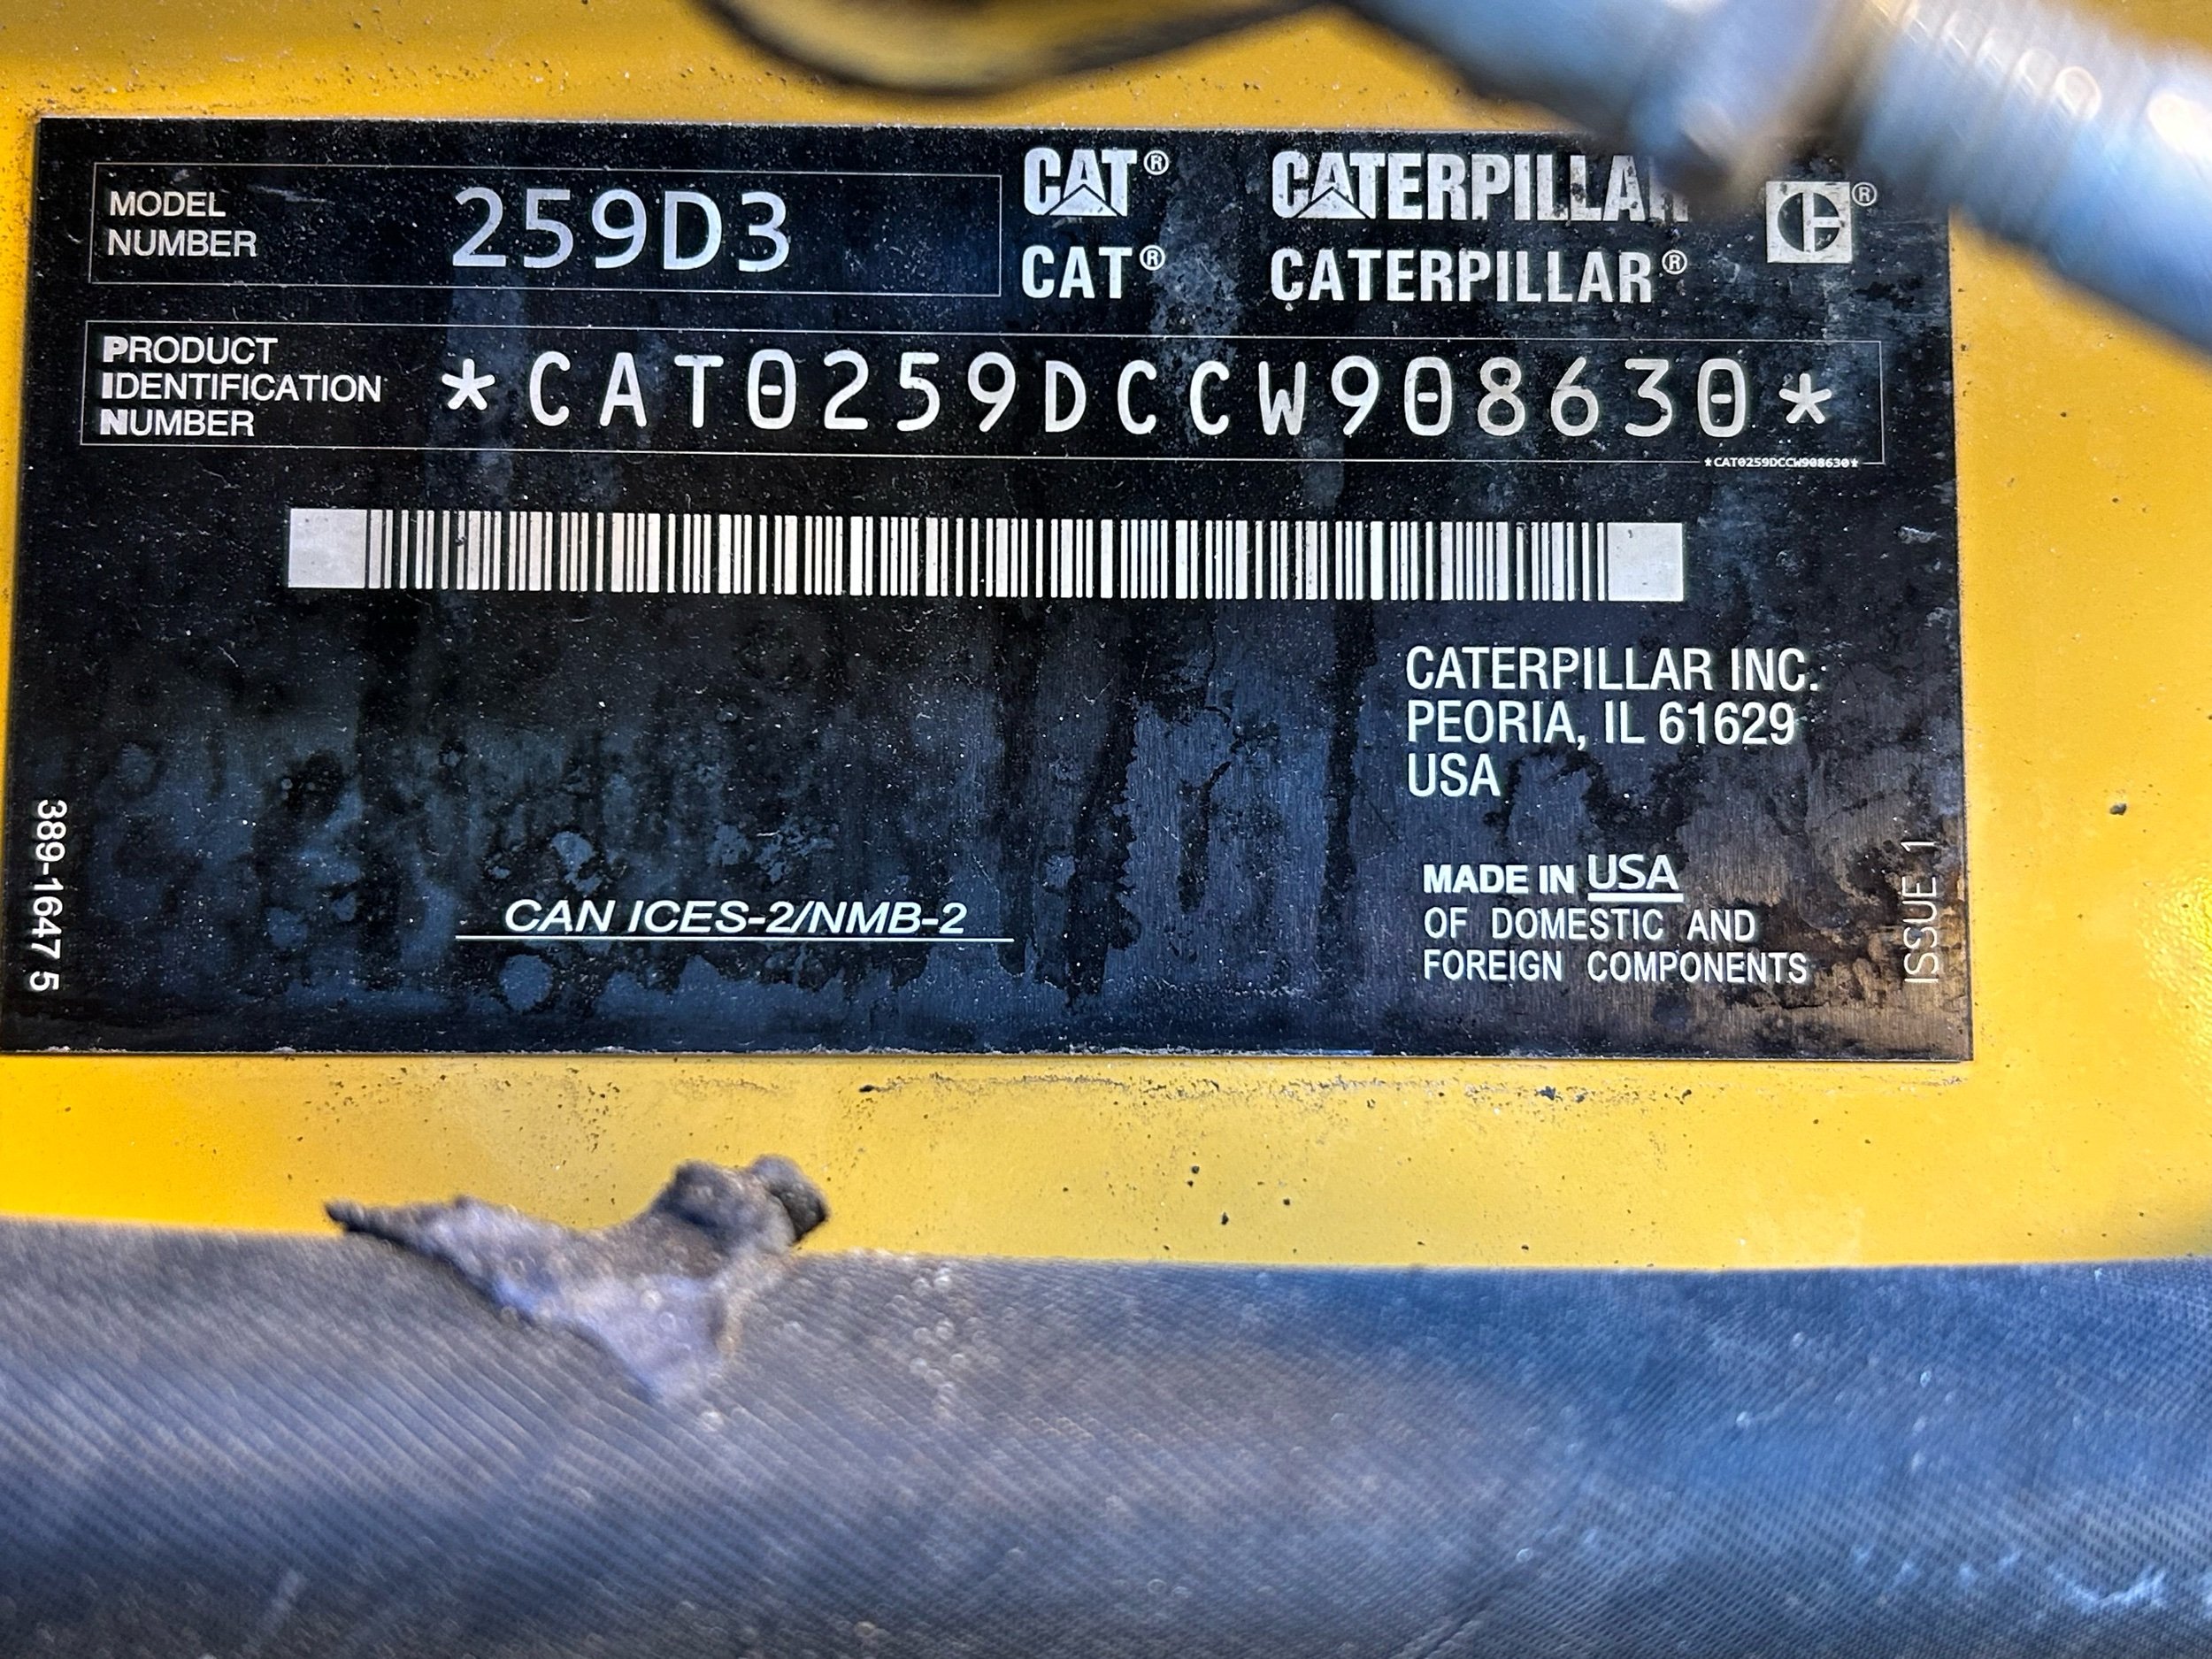 MODEL
NUMBER
259D3
CAT® CATERPILLAR ®
CAT® CATERPILLAR®
PRODUCT
IDENTIFICATION
NUMBER
*CAT0259DCCW908630*
*CAT0259DCCW908630*
CATERPILLAR INC.
PEORIA, IL 61629
USA
MADE IN USA
OF DOMESTIC AND
FOREIGN COMPONENTS
CAN ICES-2/NMB-2
389-1647 5
ISSUE 1